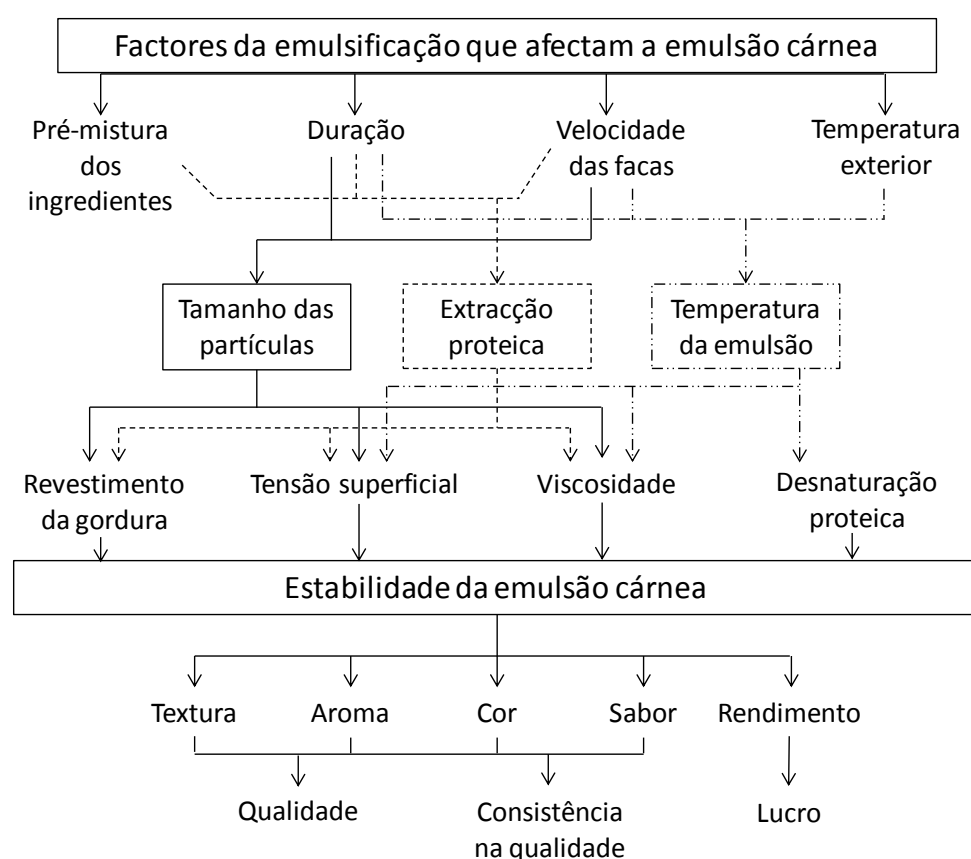 Factores da emulsificação que afectam a emulsão cárnea
Pré-mistura
dos
ingredientes
Duração
Velocidade
das facas
Temperatura
exterior
Tamanho das
partículas
Extracção
proteica
Temperatura
da emulsão
Revestimento
da gordura
Tensão superficial
Viscosidade
Desnaturação
proteica
Estabilidade da emulsão cárnea
Textura
Aroma
Cor
Sabor
Rendimento
Qualidade
Consistência
na qualidade
Lucro